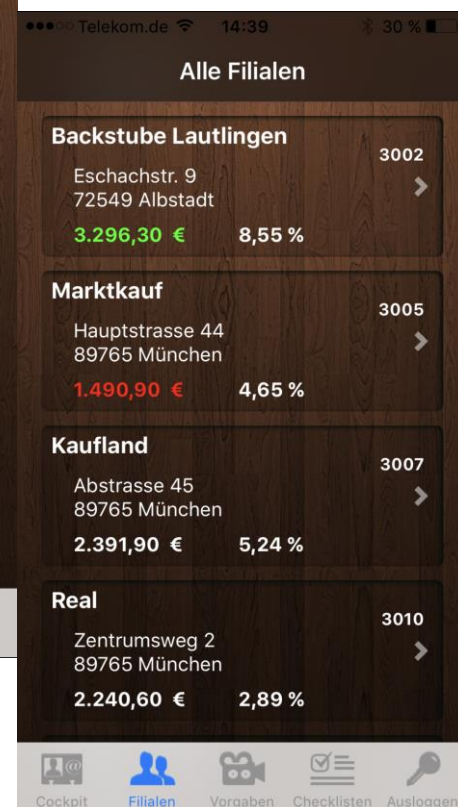 Telekom.de 14:39 30 %
Alle Filialen
Backstube Lautlingen
3002
Eschachstr. 9
72549 Albstadt
3.296,30 € 8,55 %
Marktkauf
3005
Hauptstrasse 44
89765 München
1.490,90 € 4,65 %
Kaufland
3007
Abstrasse 45
89765 München
2.391,90 € 5,24 %
Real
3010
Zentrumsweg 2
89765 München
2.240,60 € 2,89 %
Cockpit Filialen Vorgaben Checklisten Ausloggen